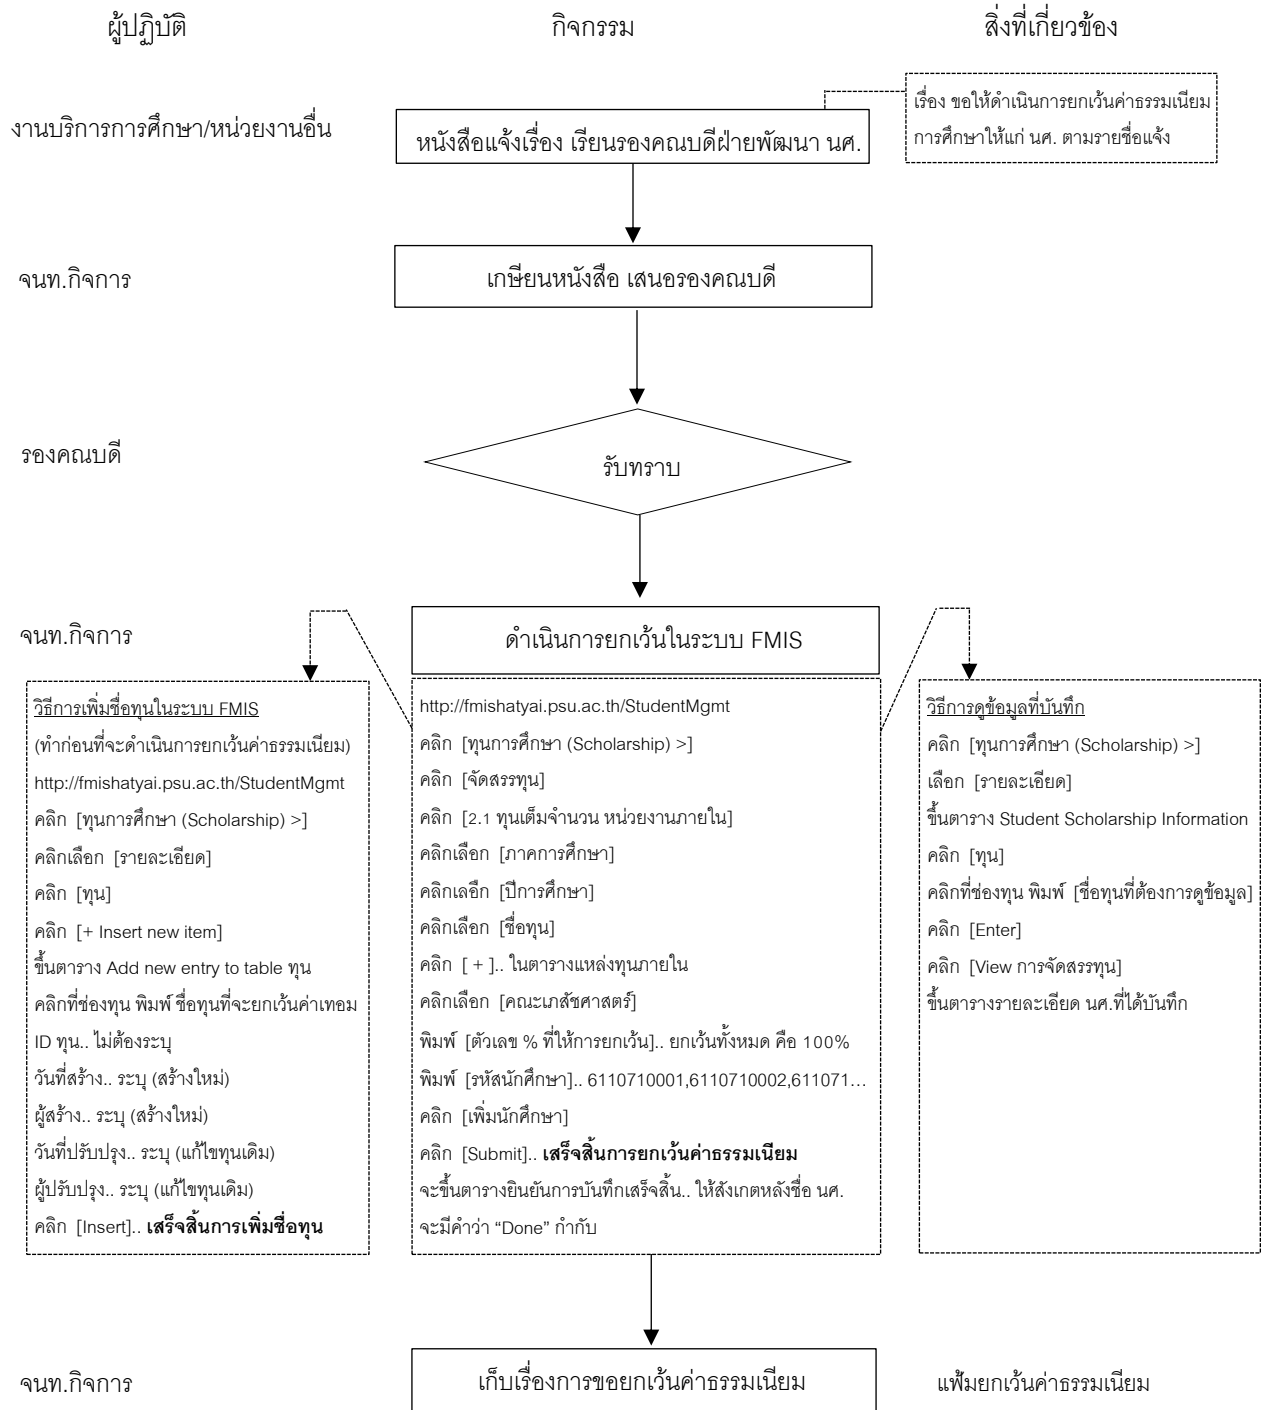 ผู้ปฏิบัติ
กิจกรรม
สิ่งที่เกี่ยวข้อง
งานบริการการศึกษา/หน่วยงานอื่น
หนังสือแจ้งเรื่อง เรียนรองคณบดีฝ่ายพัฒนา นศ.
เรื่อง ขอให้ดำเนินการยกเว้นค่าธรรมเนียม
การศึกษาให้แก่ นศ. ตามรายชื่อแจ้ง
จนท.กิจการ
เกษียนหนังสือ เสนอรองคณบดี
รองคณบดี
รับทราบ
จนท.กิจการ
ดำเนินการยกเว้นในระบบ FMIS
วิธีการเพิ่มชื่อทุนในระบบ FMIS
(ทำก่อนที่จะดำเนินการยกเว้นค่าธรรมเนียม)
http://fmishatyai.psu.ac.th/StudentMgmt
คลิก [ทุนการศึกษา (Scholarship) >]
คลิกเลือก [รายละเอียด]
คลิก [ทุน]
คลิก [+ Insert new item]
ขึ้นตาราง Add new entry to table ทุน
คลิกที่ช่องทุน พิมพ์ ชื่อทุนที่จะยกเว้นค่าเทอม
ID ทุน.. ไม่ต้องระบุ
วันที่สร้าง.. ระบุ (สร้างใหม่)
ผู้สร้าง.. ระบุ (สร้างใหม่)
วันที่ปรับปรุง.. ระบุ (แก้ไขทุนเดิม)
ผู้ปรับปรุง.. ระบุ (แก้ไขทุนเดิม)
คลิก [Insert].. เสร็จสิ้นการเพิ่มชื่อทุน
http://fmishatyai.psu.ac.th/StudentMgmt
คลิก [ทุนการศึกษา (Scholarship) >]
คลิก [จัดสรรทุน]
คลิก [2.1 ทุนเต็มจำนวน หน่วยงานภายใน]
คลิกเลือก [ภาคการศึกษา]
คลิกเลอืก [ปีการศึกษา]
คลิกเลือก [ชื่อทุน]
คลิก [ + ].. ในตารางแหล่งทุนภายใน
คลิกเลือก [คณะเภสัชศาสตร์]
พิมพ์ [ตัวเลข % ที่ให้การยกเว้น].. ยกเว้นทั้งหมด คือ 100%
พิมพ์ [รหัสนักศึกษา].. 6110710001,6110710002,611071...
คลิก [เพิ่มนักศึกษา]
คลิก [Submit].. เสร็จสิ้นการยกเว้นค่าธรรมเนียม
จะขึ้นตารางยินยันการบันทึกเสร็จสิ้น.. ให้สังเกตหลังชื่อ นศ.
จะมีคำว่า “Done” กำกับ
วิธีการดูข้อมูลที่บันทึก
คลิก [ทุนการศึกษา (Scholarship) >]
เลือก [รายละเอียด]
ขึ้นตาราง Student Scholarship Information
คลิก [ทุน]
คลิกที่ช่องทุน พิมพ์ [ชื่อทุนที่ต้องการดูข้อมูล]
คลิก [Enter]
คลิก [View การจัดสรรทุน]
ขึ้นตารางรายละเอียด นศ.ที่ได้บันทึก
จนท.กิจการ
เก็บเรื่องการขอยกเว้นค่าธรรมเนียม
แฟ้มยกเว้นค่าธรรมเนียม